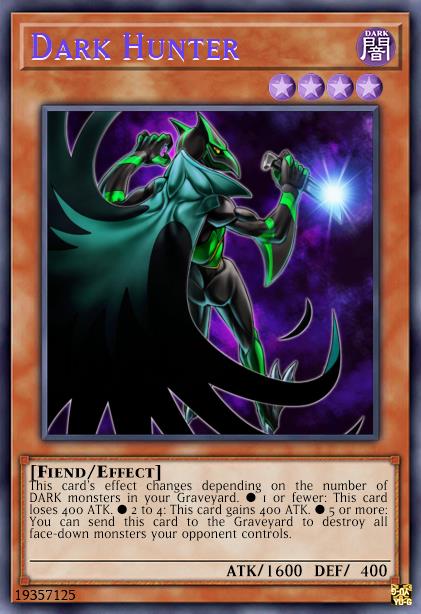 DARK HUNTER
DARK
闇
[FIEND/EFFECT]
This card's effect changes depending on the number of
DARK monsters in your Graveyard. ● 1 or fewer: This card
loses 400 ATK. ● 2 to 4: This card gains 400 ATK. ● 5 or more:
You can send this card to the Graveyard to destroy all
face-down monsters your opponent controls.
ATK/1600 DEF/ 400
19357125